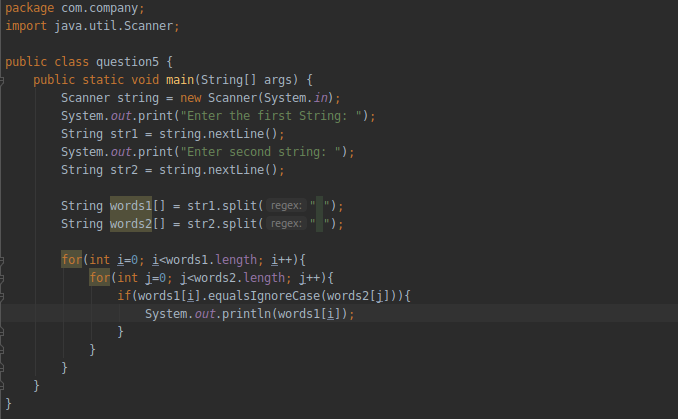 package com.company;
import java.util.Scanner;
public class question5 {
public static void main(String[] args) {
Scanner string = new Scanner(System.in);
System.out.print("Enter the first String: ");
String str1 = string.nextLine();
System.out.print("Enter second string: ");
String str2 = string.nextLine();
String words1[] = str1.split( regex: " ");
String words2[] = str2.split( regex: " ");
for(int i=0; i<words1.length; i++){
for(int j=0; j<words2.length; j++){
if(words1[i].equalsIgnoreCase(words2[j])){
System.out.println(words1[i]);
}
}
}
}
}